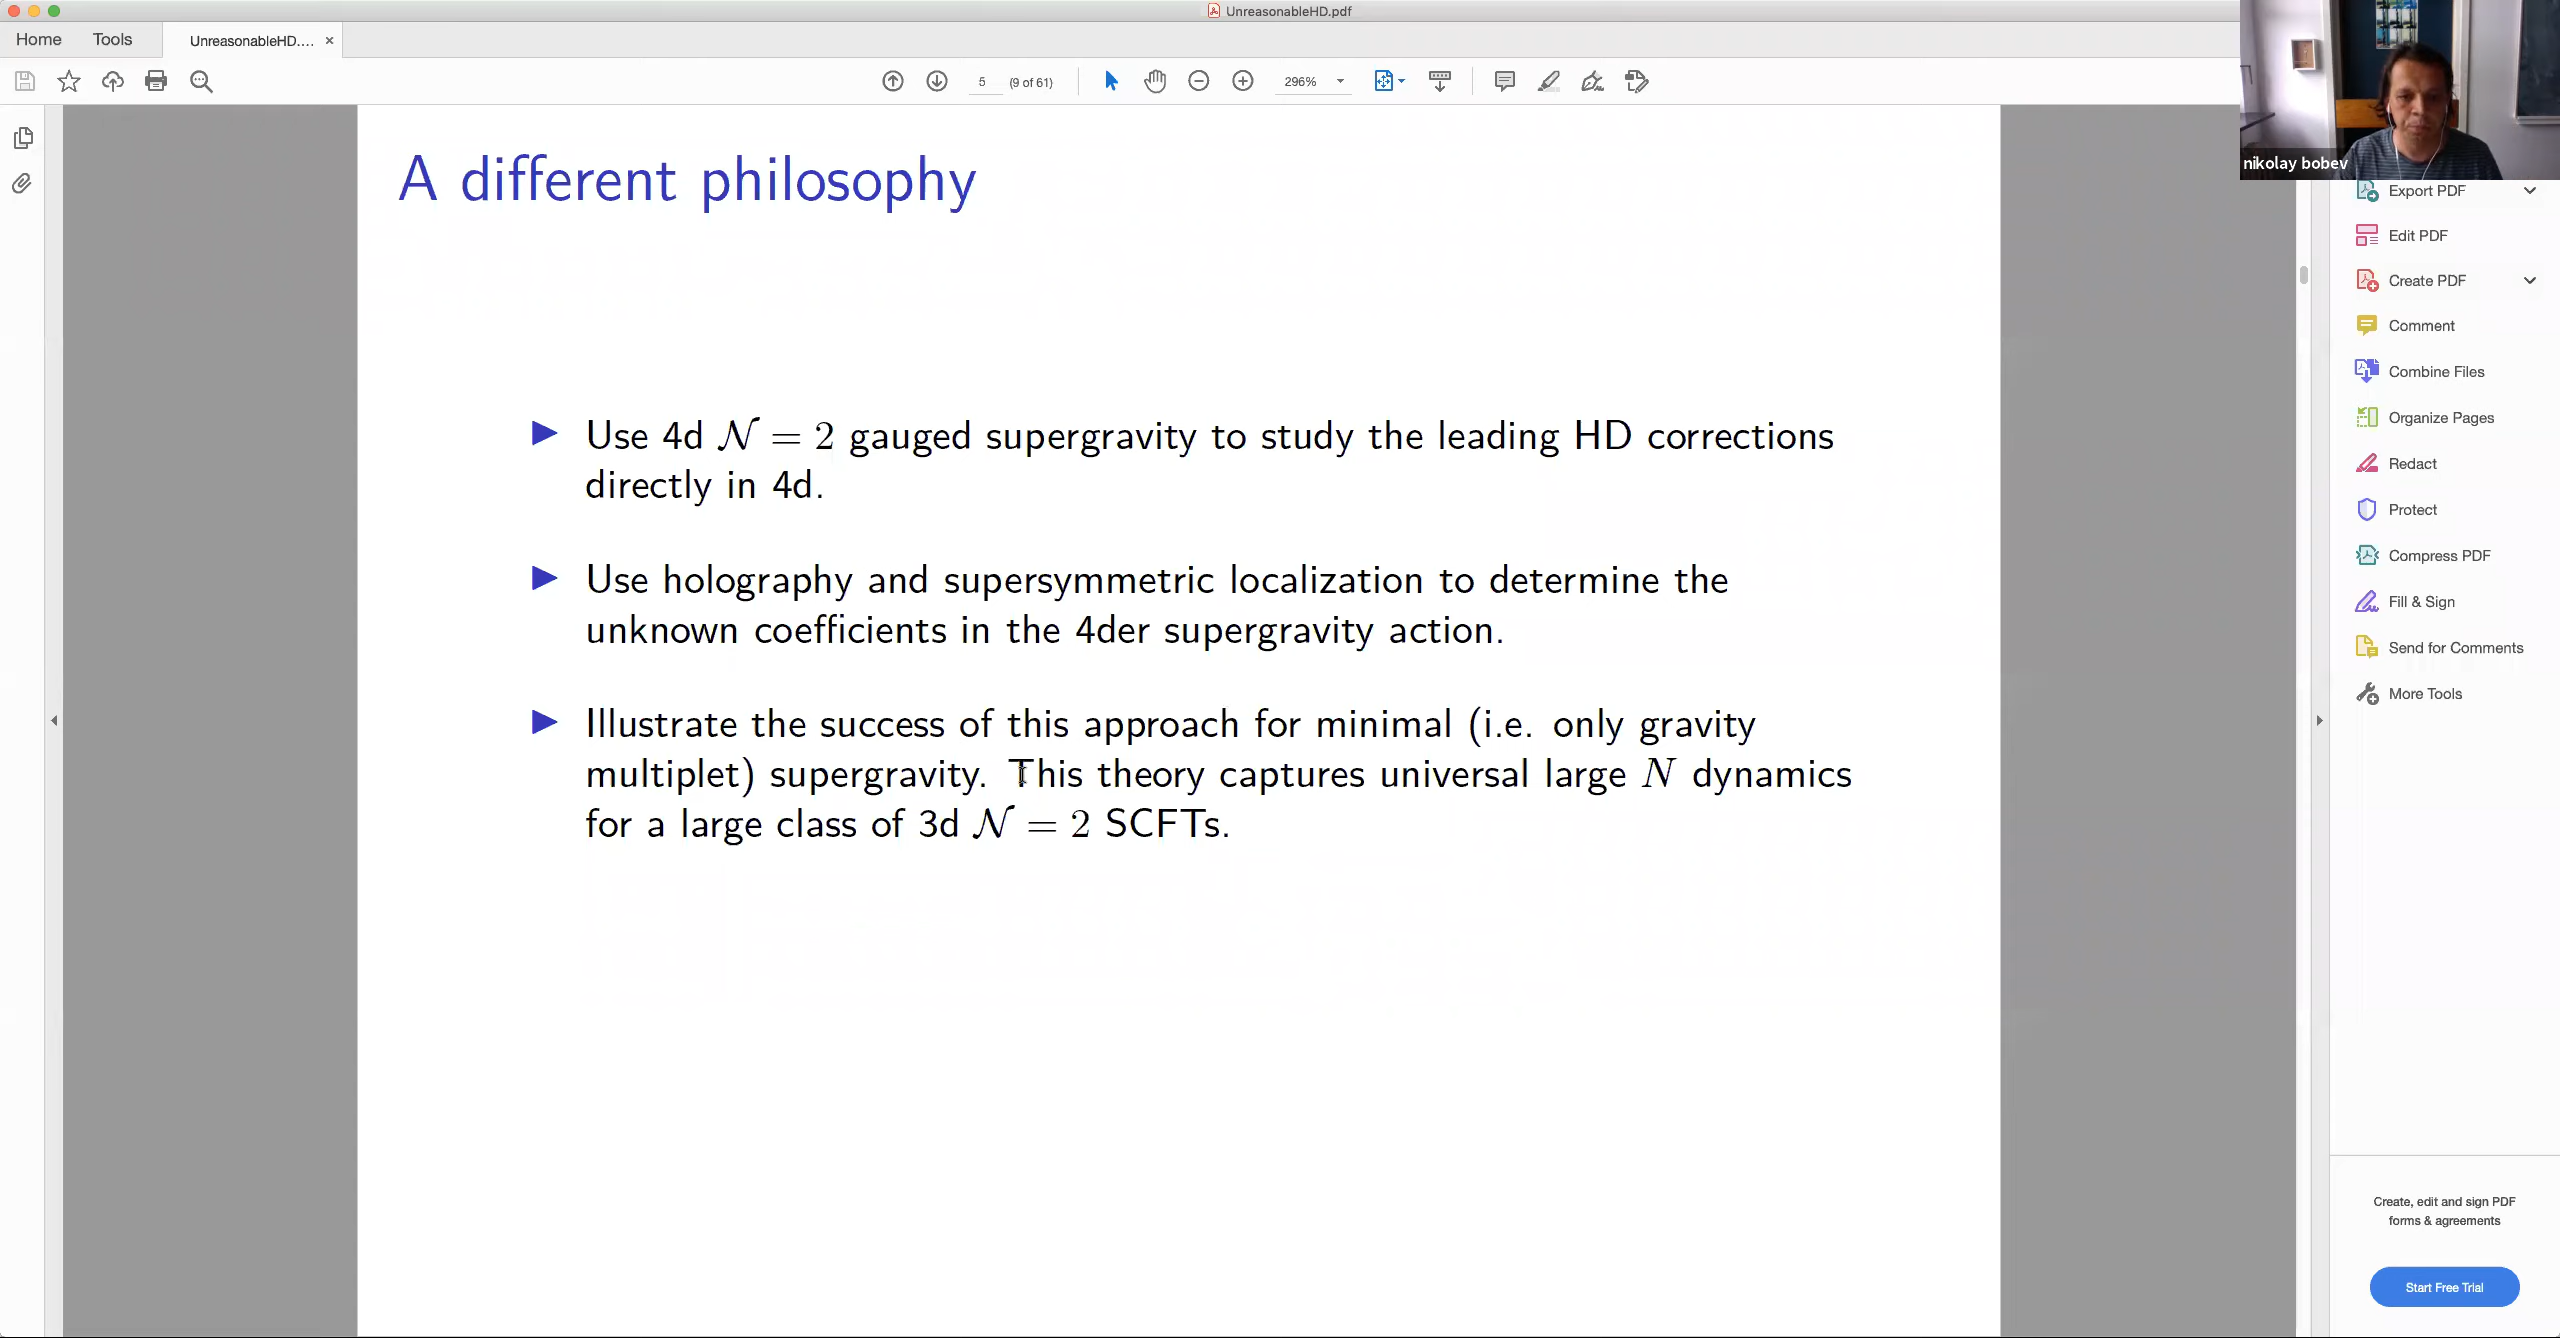 UnreasonableHD.pdf
Home Tools UnreasonableHD.... ×
5 (9 of 61) 296%
nikolay bobev
A different philosophy
Use 4d 𝒩 = 2 gauged supergravity to study the leading HD corrections
directly in 4d.
Use holography and supersymmetric localization to determine the
unknown coefficients in the 4der supergravity action.
Illustrate the success of this approach for minimal (i.e. only gravity
multiplet) supergravity. This theory captures universal large N dynamics
for a large class of 3d 𝒩 = 2 SCFTs.
Export PDF
Edit PDF
Create PDF
Comment
Combine Files
Organize Pages
Redact
Protect
Compress PDF
Fill & Sign
Send for Comments
More Tools
Create, edit and sign PDF
forms & agreements
Start Free Trial